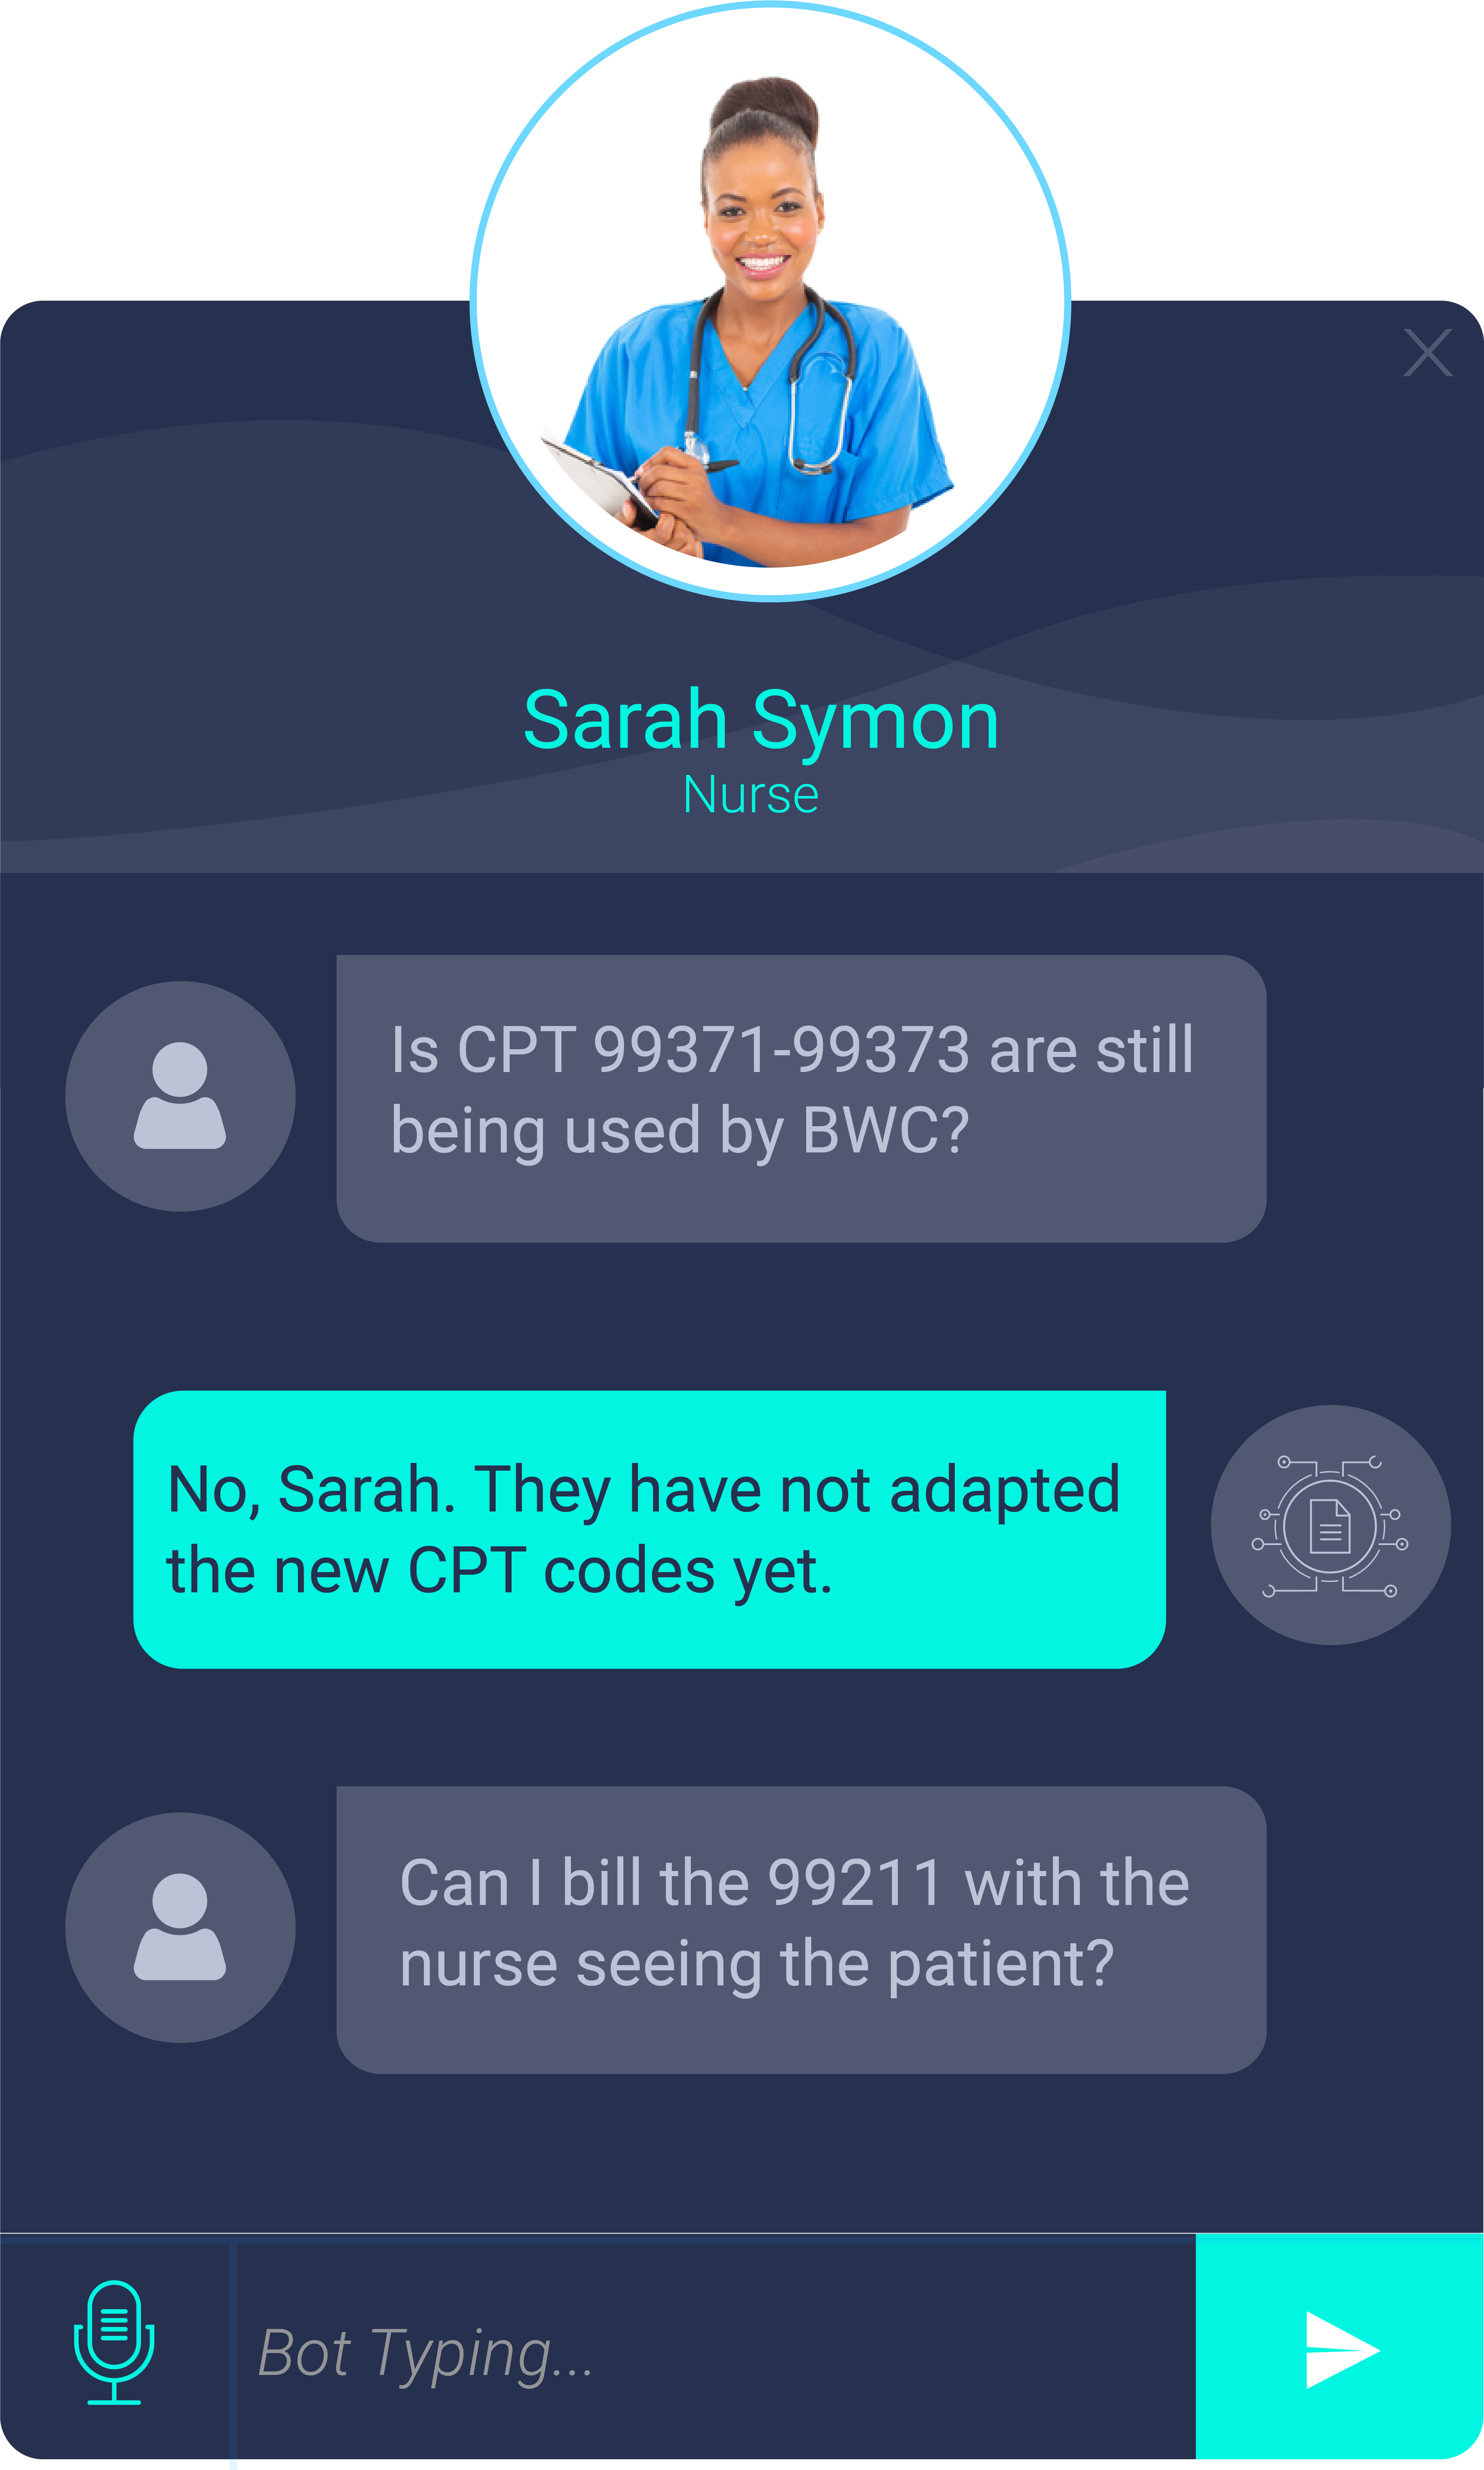 X
Sarah Symon
Nurse
Is CPT 99371-99373 are still
being used by BWC?
No, Sarah. They have not adapted
the new CPT codes yet.
Can I bill the 99211 with the
nurse seeing the patient?
Bot Typing...